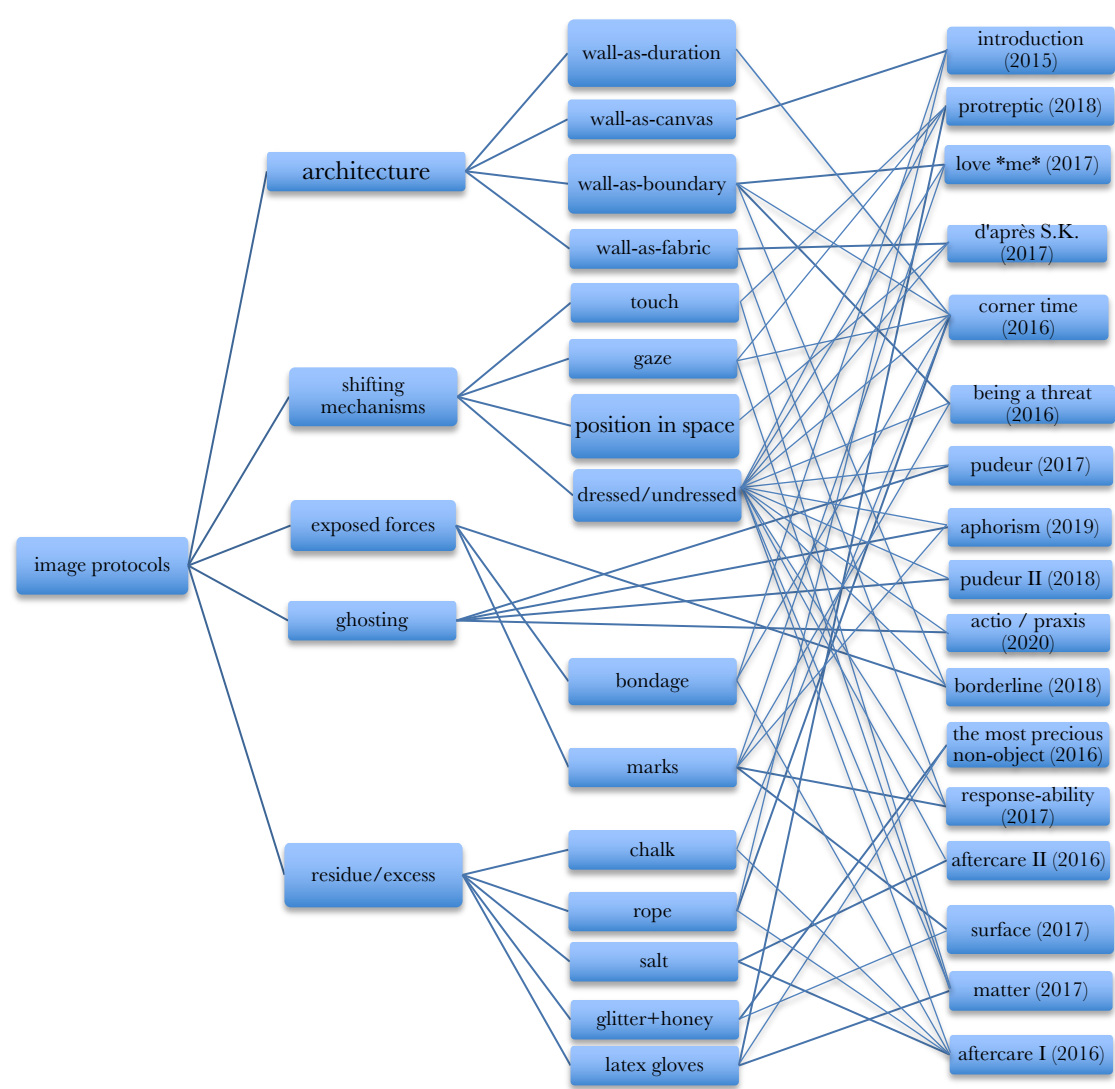 image protocols
architecture
shifting
mechanisms
exposed forces
ghosting
residue/excess
wall-as-duration
wall-as-canvas
wall-as-boundary
wall-as-fabric
touch
gaze
position in space
dressed/undressed
bondage
marks
chalk
rope
salt
glitter+honey
latex gloves
introduction
(2015)
protreptic (2018)
love *me* (2017)
d'après S.K.
(2017)
corner time
(2016)
being a threat
(2016)
pudeur (2017)
aphorism (2019)
pudeur II (2018)
actio / praxis
(2020)
borderline (2018)
the most precious
non-object (2016)
response-ability
(2017)
aftercare II (2016)
surface (2017)
matter (2017)
aftercare I (2016)